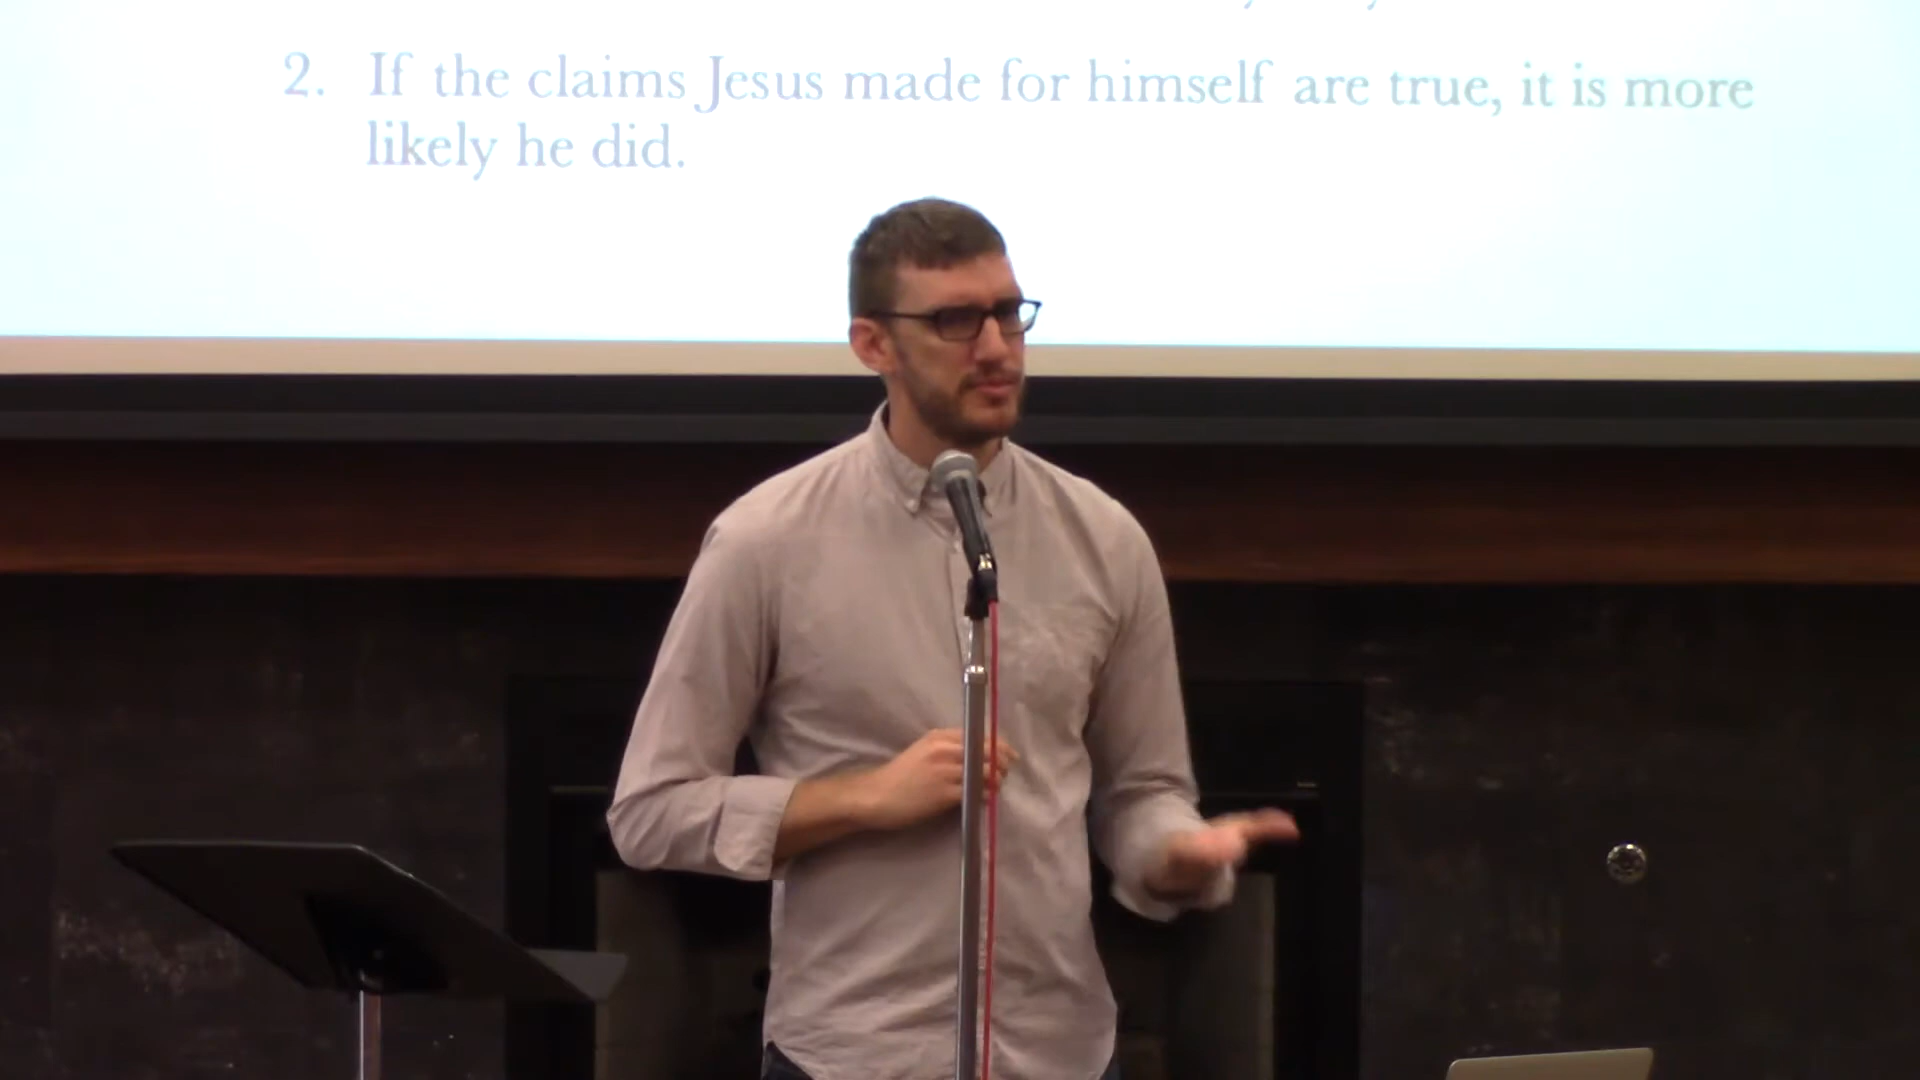 2. If the claims Jesus made for himself are true, it is more
likely he did.